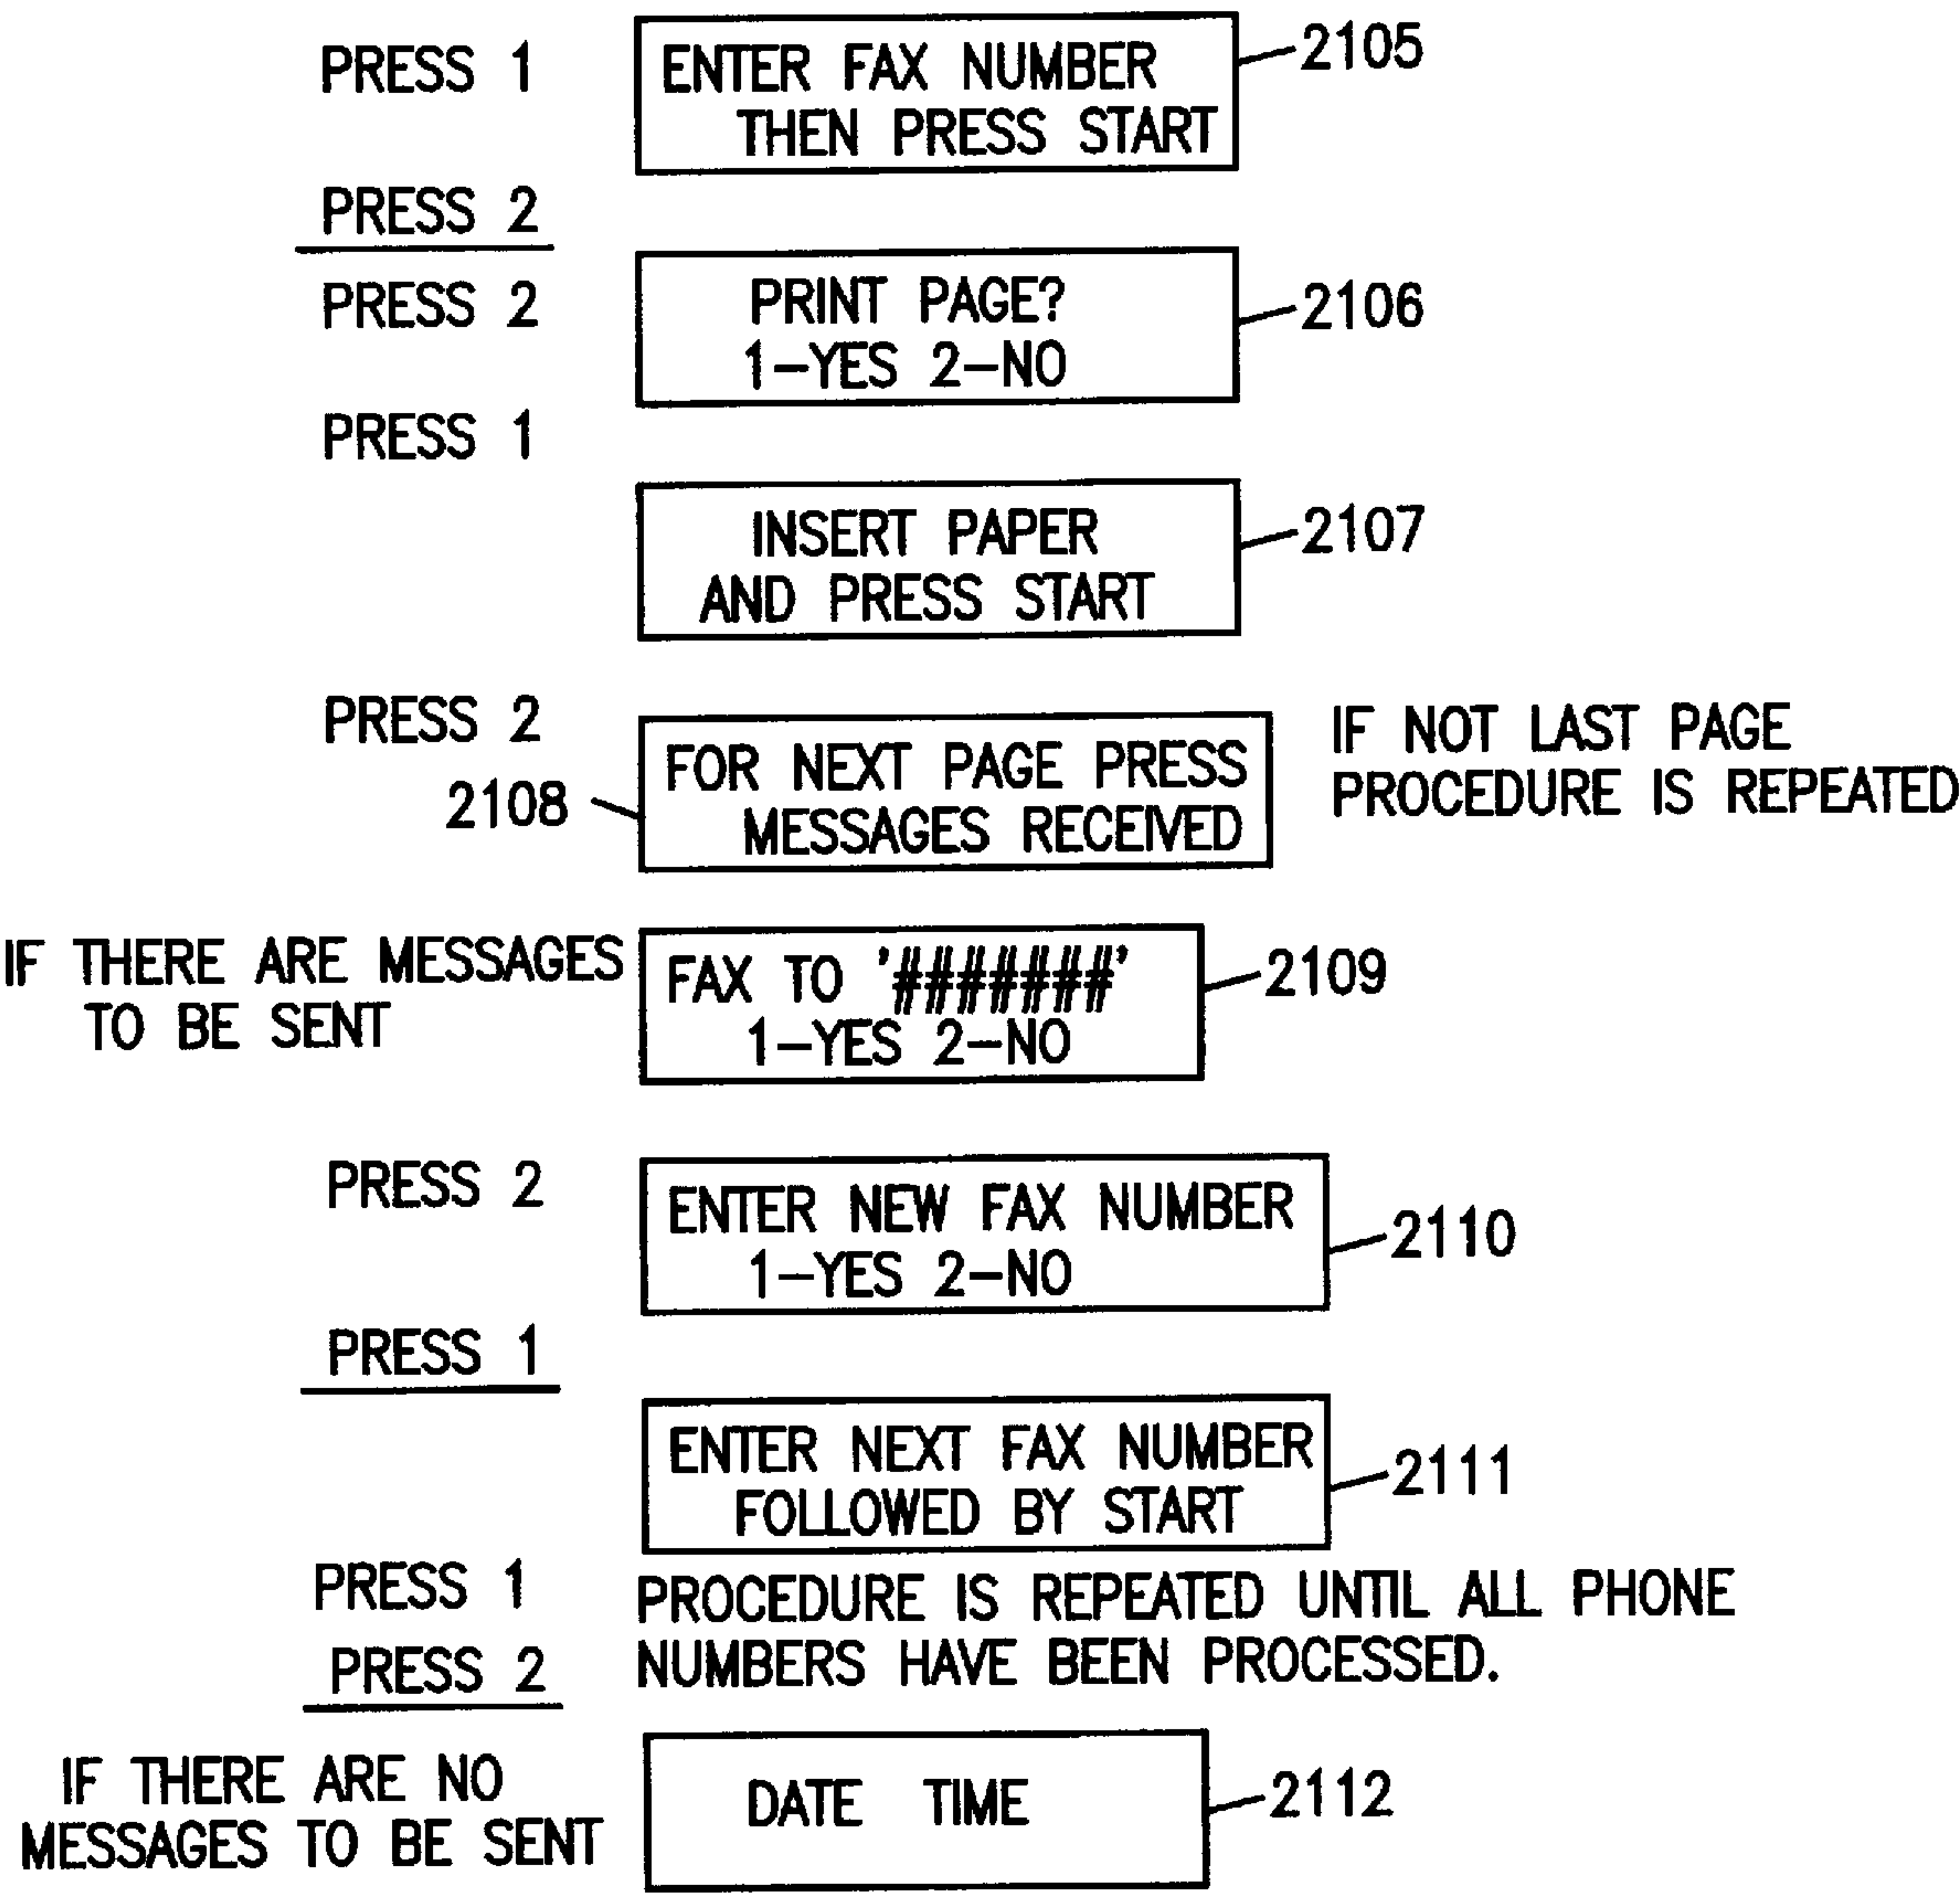 PRESS 1
ENTER FAX NUMBER
THEN PRESS START
2105
PRESS 2
PRESS 2
PRINT PAGE?
1-YES 2-NO
2106
PRESS 1
INSERT PAPER
AND PRESS START
2107
PRESS 2
2108
FOR NEXT PAGE PRESS
MESSAGES RECEIVED
IF NOT LAST PAGE
PROCEDURE IS REPEATED
IF THERE ARE MESSAGES
TO BE SENT
FAX TO '#######'
1-YES 2-NO
2109
PRESS 2
ENTER NEW FAX NUMBER
1-YES 2-NO
2110
PRESS 1
ENTER NEXT FAX NUMBER
FOLLOWED BY START
2111
PRESS 1
PRESS 2
PROCEDURE IS REPEATED UNTIL ALL PHONE
NUMBERS HAVE BEEN PROCESSED.
IF THERE ARE NO
MESSAGES TO BE SENT
DATE TIME
2112